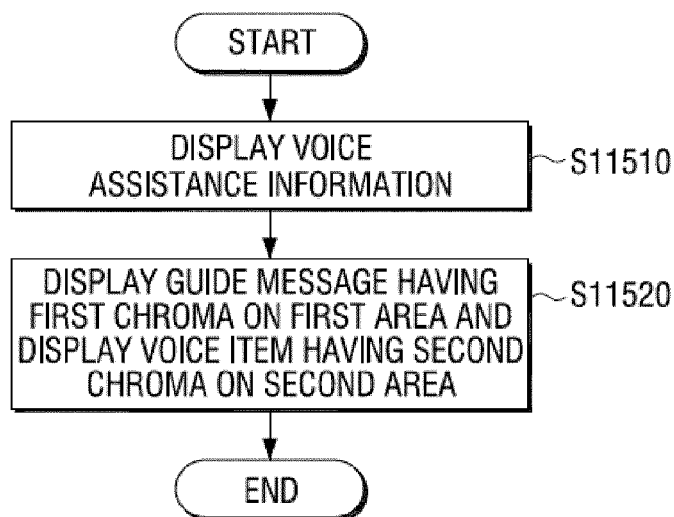 START
DISPLAY VOICE
ASSISTANCE INFORMATION
S11510
DISPLAY GUIDE MESSAGE HAVING
FIRST CHROMA ON FIRST AREA AND
DISPLAY VOICE ITEM HAVING SECOND
CHROMA ON SECOND AREA
S11520
END